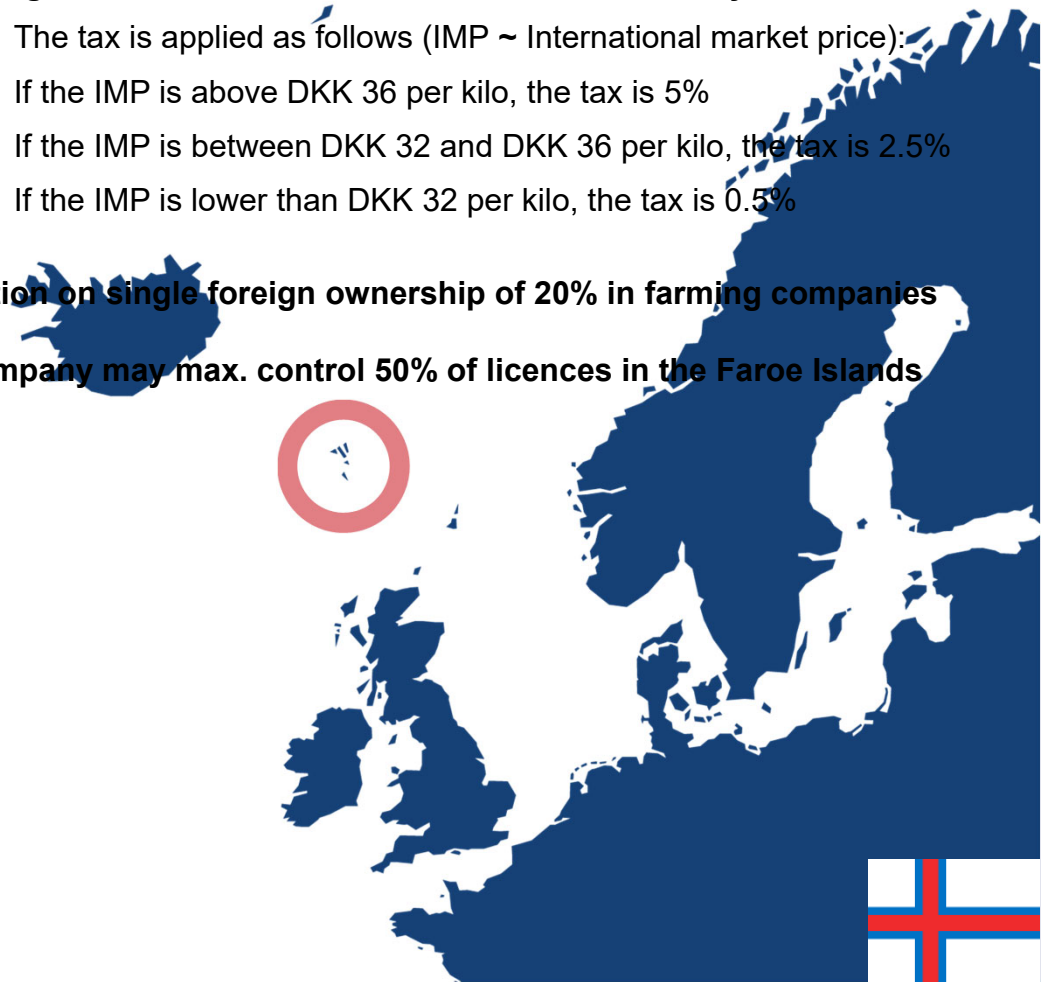 The tax is applied as follows (IMP ~ International market price):
If the IMP is above DKK 36 per kilo, the tax is 5%
If the IMP is between DKK 32 and DKK 36 per kilo, the tax is 2.5%
If the IMP is lower than DKK 32 per kilo, the tax is 0.5%
on single foreign ownership of 20% in farming companies
may max. control 50% of licences in the Faroe Islands